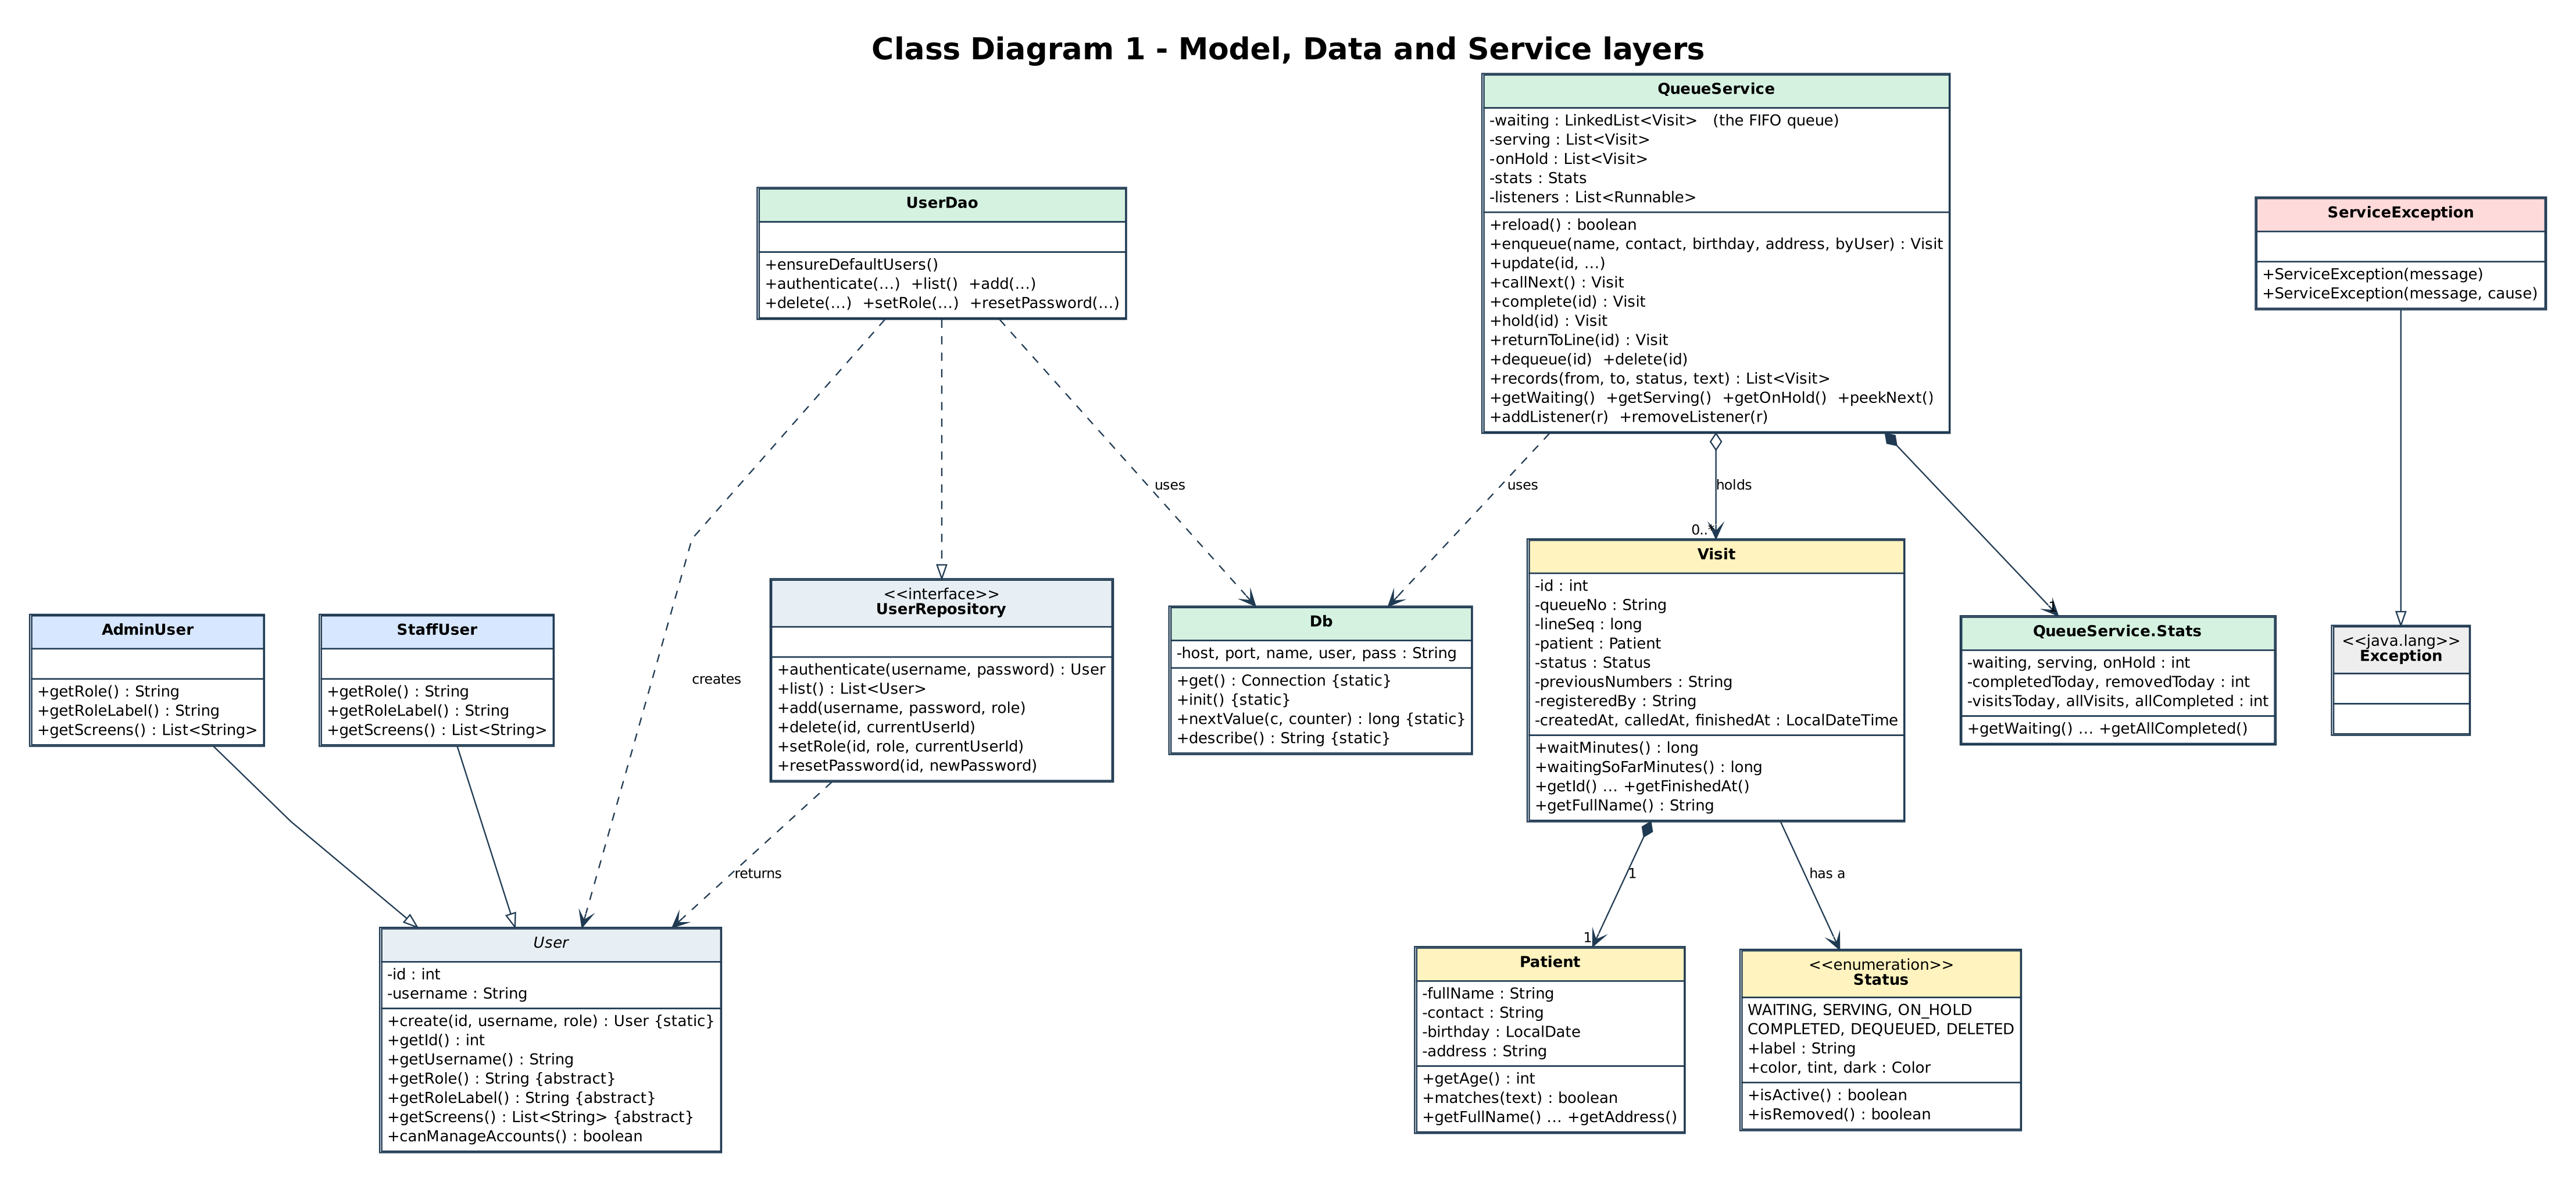 Class Diagram 1 - Model, Data and Service layers
QueueService
-waiting : LinkedList<Visit>   (the FIFO queue)
-serving : List<Visit>
-onHold : List<Visit>
-stats : Stats
-listeners : List<Runnable>
+reload() : boolean
+enqueue(name, contact, birthday, address, byUser) : Visit
+update(id, ...)
+callNext() : Visit
+complete(id) : Visit
+hold(id) : Visit
+returnToLine(id) : Visit
+dequeue(id)  +delete(id)
+records(from, to, status, text) : List<Visit>
+getWaiting()  +getServing()  +getOnHold()  +peekNext()
+addListener(r)  +removeListener(r)
UserDao
+ensureDefaultUsers()
+authenticate(...)  +list()  +add(...)
+delete(...)  +setRole(...)  +resetPassword(...)
ServiceException
+ServiceException(message)
+ServiceException(message, cause)
uses
uses
holds
0..*
1
AdminUser
+getRole() : String
+getRoleLabel() : String
+getScreens() : List<String>
StaffUser
+getRole() : String
+getRoleLabel() : String
+getScreens() : List<String>
creates
<<interface>>
UserRepository
+authenticate(username, password) : User
+list() : List<User>
+add(username, password, role)
+delete(id, currentUserId)
+setRole(id, role, currentUserId)
+resetPassword(id, newPassword)
Db
-host, port, name, user, pass : String
+get() : Connection {static}
+init() {static}
+nextValue(c, counter) : long {static}
+describe() : String {static}
Visit
-id : int
-queueNo : String
-lineSeq : long
-patient : Patient
-status : Status
-previousNumbers : String
-registeredBy : String
-createdAt, calledAt, finishedAt : LocalDateTime
+waitMinutes() : long
+waitingSoFarMinutes() : long
+getId() ... +getFinishedAt()
+getFullName() : String
QueueService.Stats
-waiting, serving, onHold : int
-completedToday, removedToday : int
-visitsToday, allVisits, allCompleted : int
+getWaiting() ... +getAllCompleted()
<<java.lang>>
Exception
returns
1
has a
1
User
-id : int
-username : String
+create(id, username, role) : User {static}
+getId() : int
+getUsername() : String
+getRole() : String {abstract}
+getRoleLabel() : String {abstract}
+getScreens() : List<String> {abstract}
+canManageAccounts() : boolean
Patient
-fullName : String
-contact : String
-birthday : LocalDate
-address : String
+getAge() : int
+matches(text) : boolean
+getFullName() ... +getAddress()
<<enumeration>>
Status
WAITING, SERVING, ON_HOLD
COMPLETED, DEQUEUED, DELETED
+label : String
+color, tint, dark : Color
+isActive() : boolean
+isRemoved() : boolean